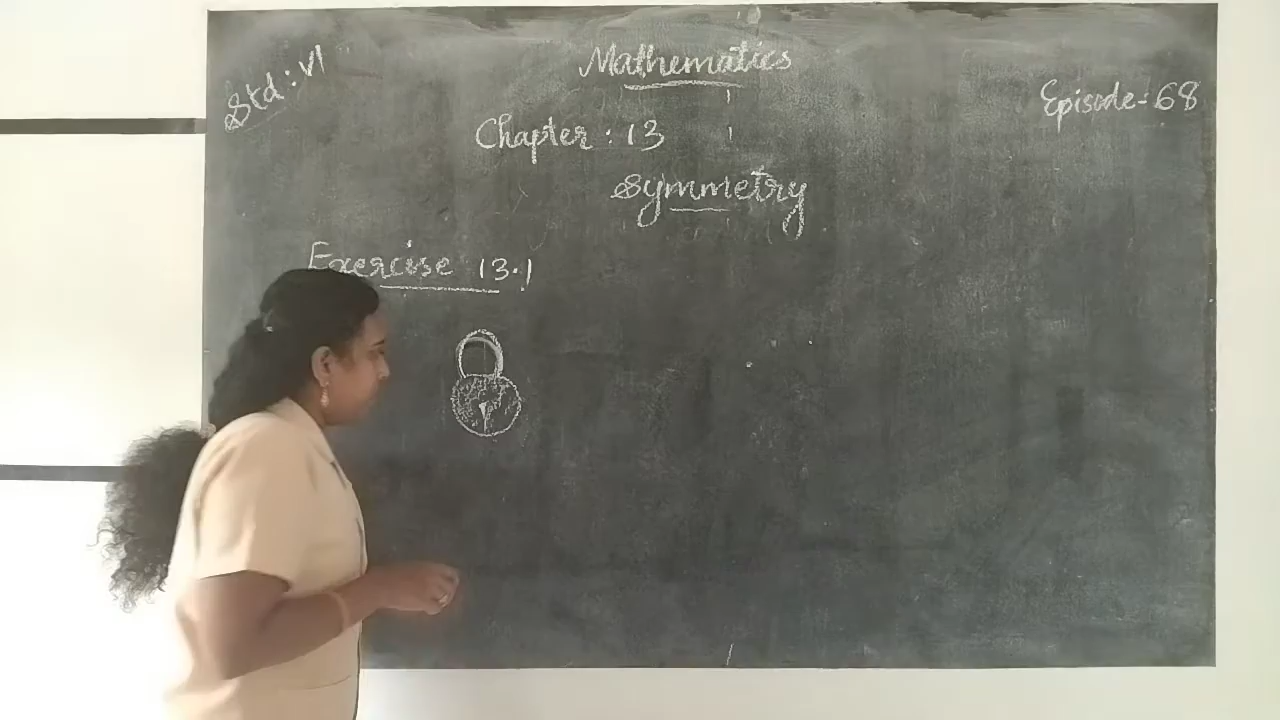 Std: VI
Mathematics
Episode-68
Chapter: 13
Symmetry
Exercise 13.1